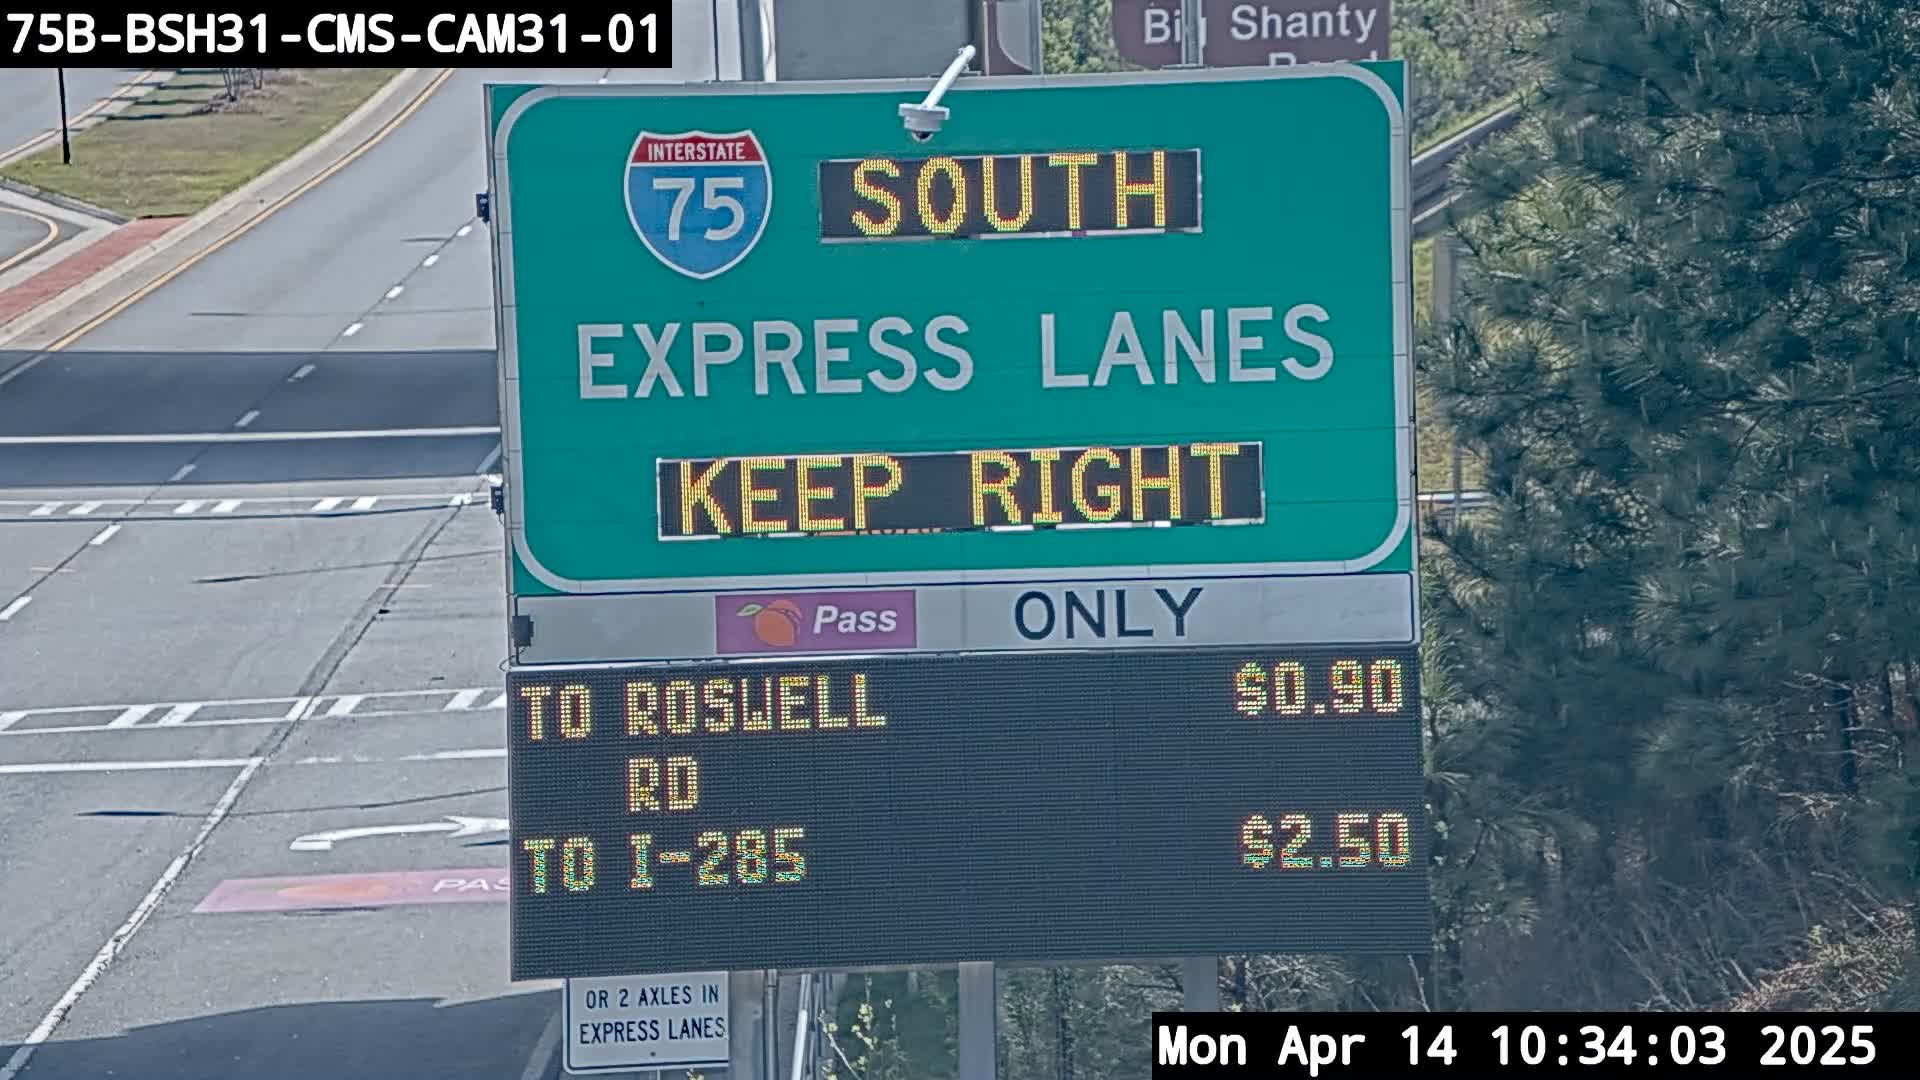 75B-BSH31-CMS-CAM31-01
Big Shanty
Road
INTERSTATE
75
SOUTH
EXPRESS LANES
KEEP RIGHT
Pass
ONLY
TO ROSWELL $0.90
RD
TO I-285 $2.50
PAS
OR 2 AXLES IN
EXPRESS LANES
Mon Apr 14 10:34:03 2025